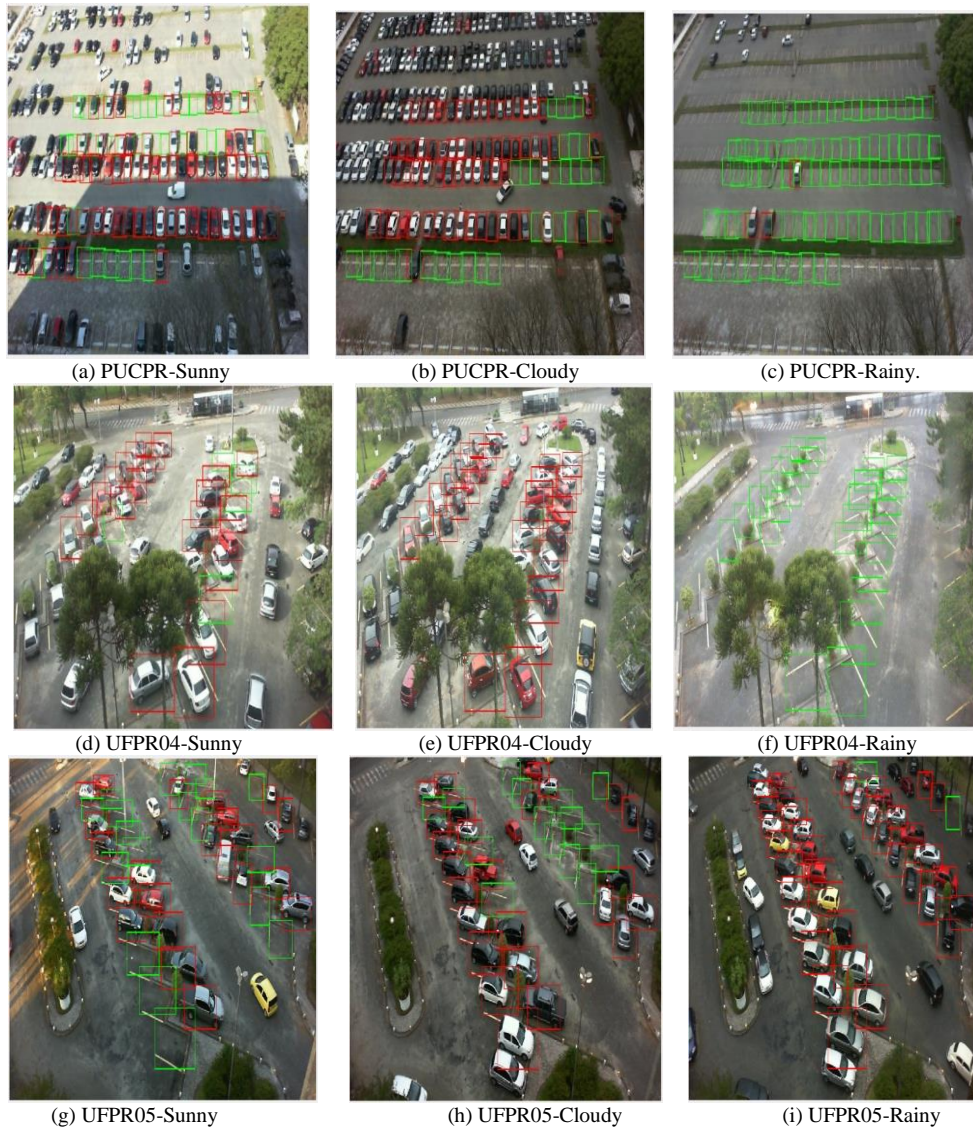 (a) PUCPR-Sunny
(b) PUCPR-Cloudy
(c) PUCPR-Rainy.
(d) UFPR04-Sunny
(e) UFPR04-Cloudy
(f) UFPR04-Rainy
(g) UFPR05-Sunny
(h) UFPR05-Cloudy
(i) UFPR05-Rainy